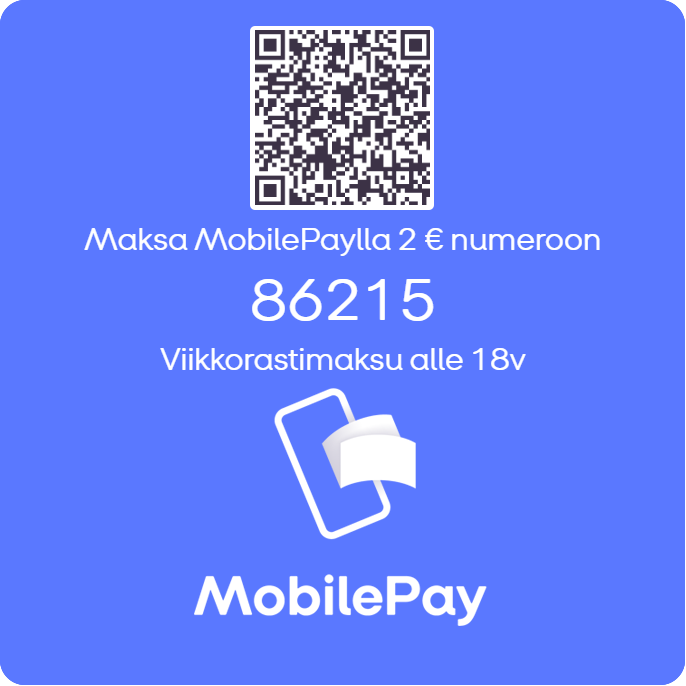 Maksa MobilePaylla 2 € numeroon
86215
Viikkorastimaksu alle 18v
MobilePay